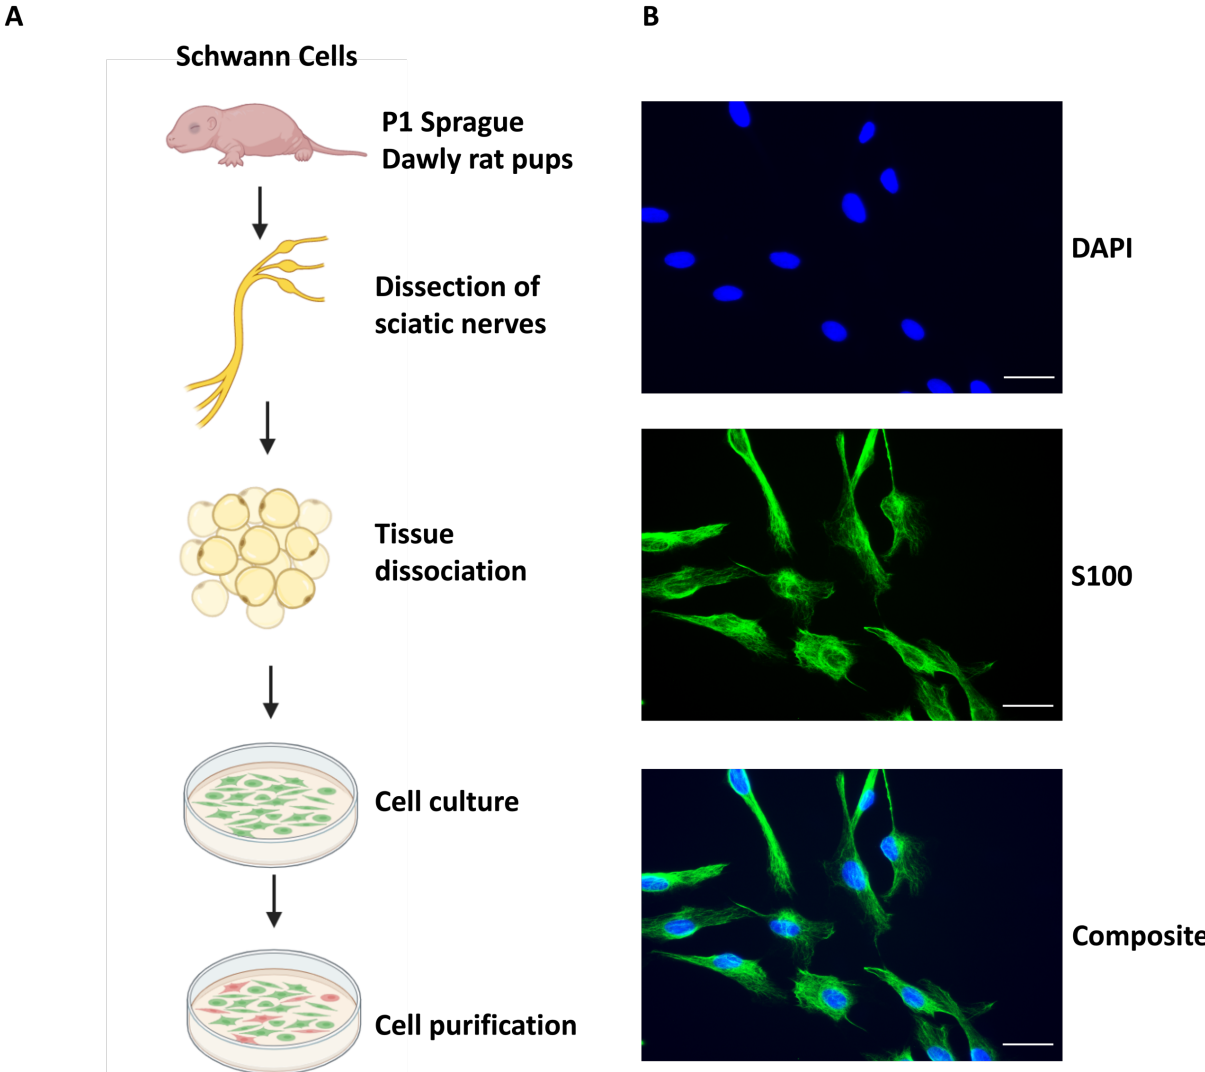 A
Schwann Cells
P1 Sprague
Dawly rat pups
Dissection of
sciatic nerves
Tissue
dissociation
Cell culture
Cell purification
B
DAPI
S100
Composite